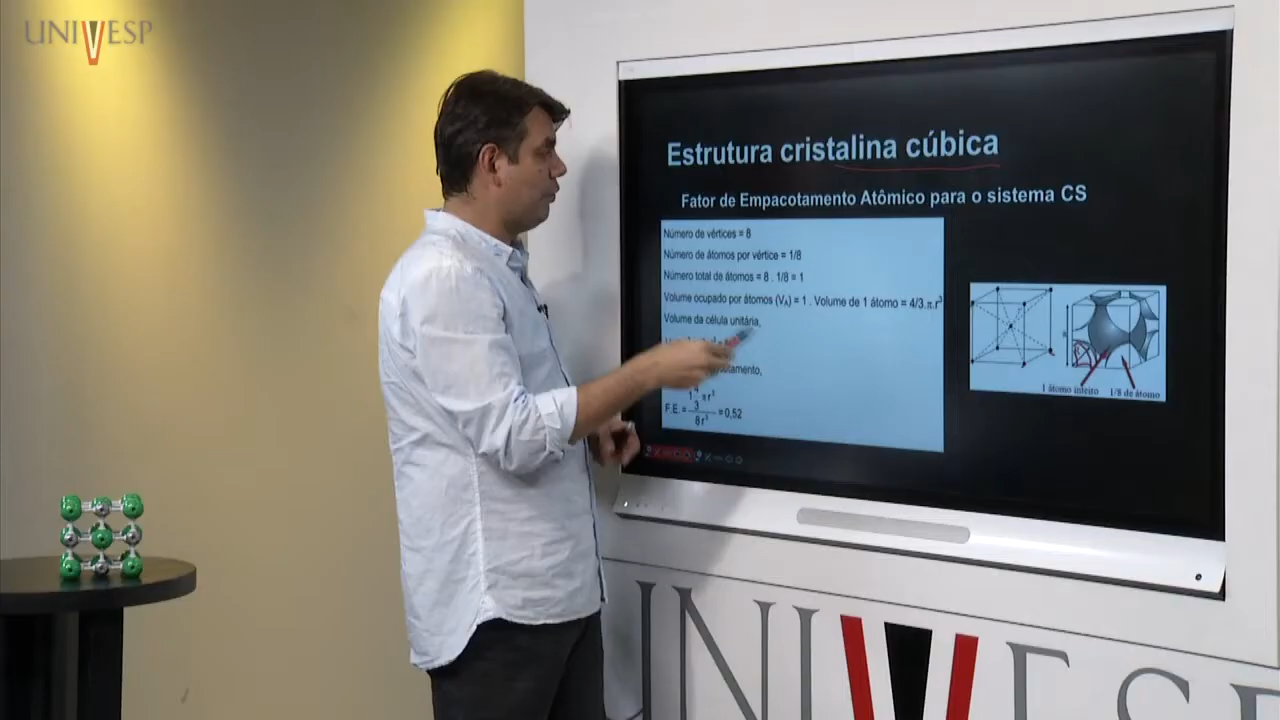 UNIVESP
Estrutura cristalina cúbica
Fator de Empacotamento Atômico para o sistema CS
Número de vértices = 8
Número de átomos por vértice = 1/8
Número total de átomos = 8 . 1/8 = 1
Volume ocupado por átomos (VA) = 1 . Volume de 1 átomo = 4/3.π.r³
Volume da célula unitária,
F.E. = = 0,52
3
8r³
1 átomo inteiro
1/8 de átomo